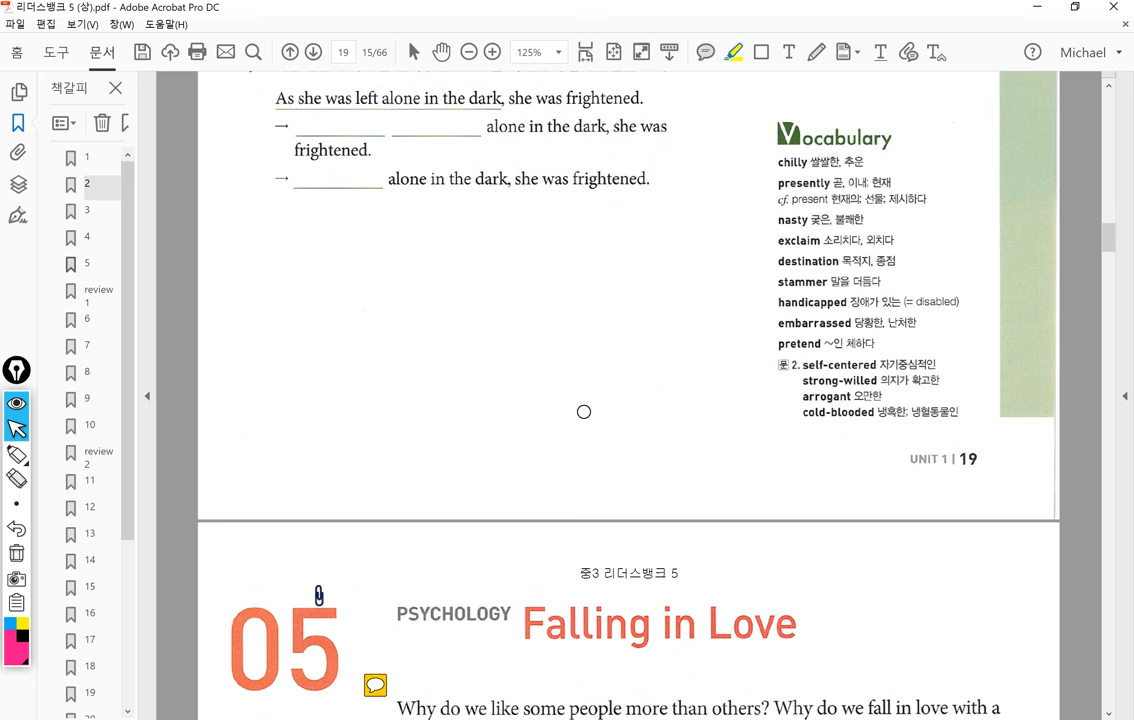 리더스뱅크 5 (상).pdf - Adobe Acrobat Pro DC
파일 편집 보기(V) 창(W) 도움말(H)
홈 도구 문서 19 15/66 125% Michael
책갈피
1
2
3
4
5
review 1
6
7
8
9
10
review 2
11
12
13
14
15
16
17
18
19
As she was left alone in the dark, she was frightened.
→ alone in the dark, she was
frightened.
→ alone in the dark, she was frightened.
Vocabulary
chilly 쌀쌀한, 추운
presently 곧, 이내; 현재
cf. present 현재의; 선물; 제시하다
nasty 궂은, 불쾌한
exclaim 소리치다, 외치다
destination 목적지, 종점
stammer 말을 더듬다
handicapped 장애가 있는 (= disabled)
embarrassed 당황한, 난처한
pretend ~인 체하다
문 2. self-centered 자기중심적인
strong-willed 의지가 확고한
arrogant 오만한
cold-blooded 냉혹한; 냉혈동물인
UNIT 1 | 19
중3 리더스뱅크 5
05 PSYCHOLOGY Falling in Love
Why do we like some people more than others? Why do we fall in love with a